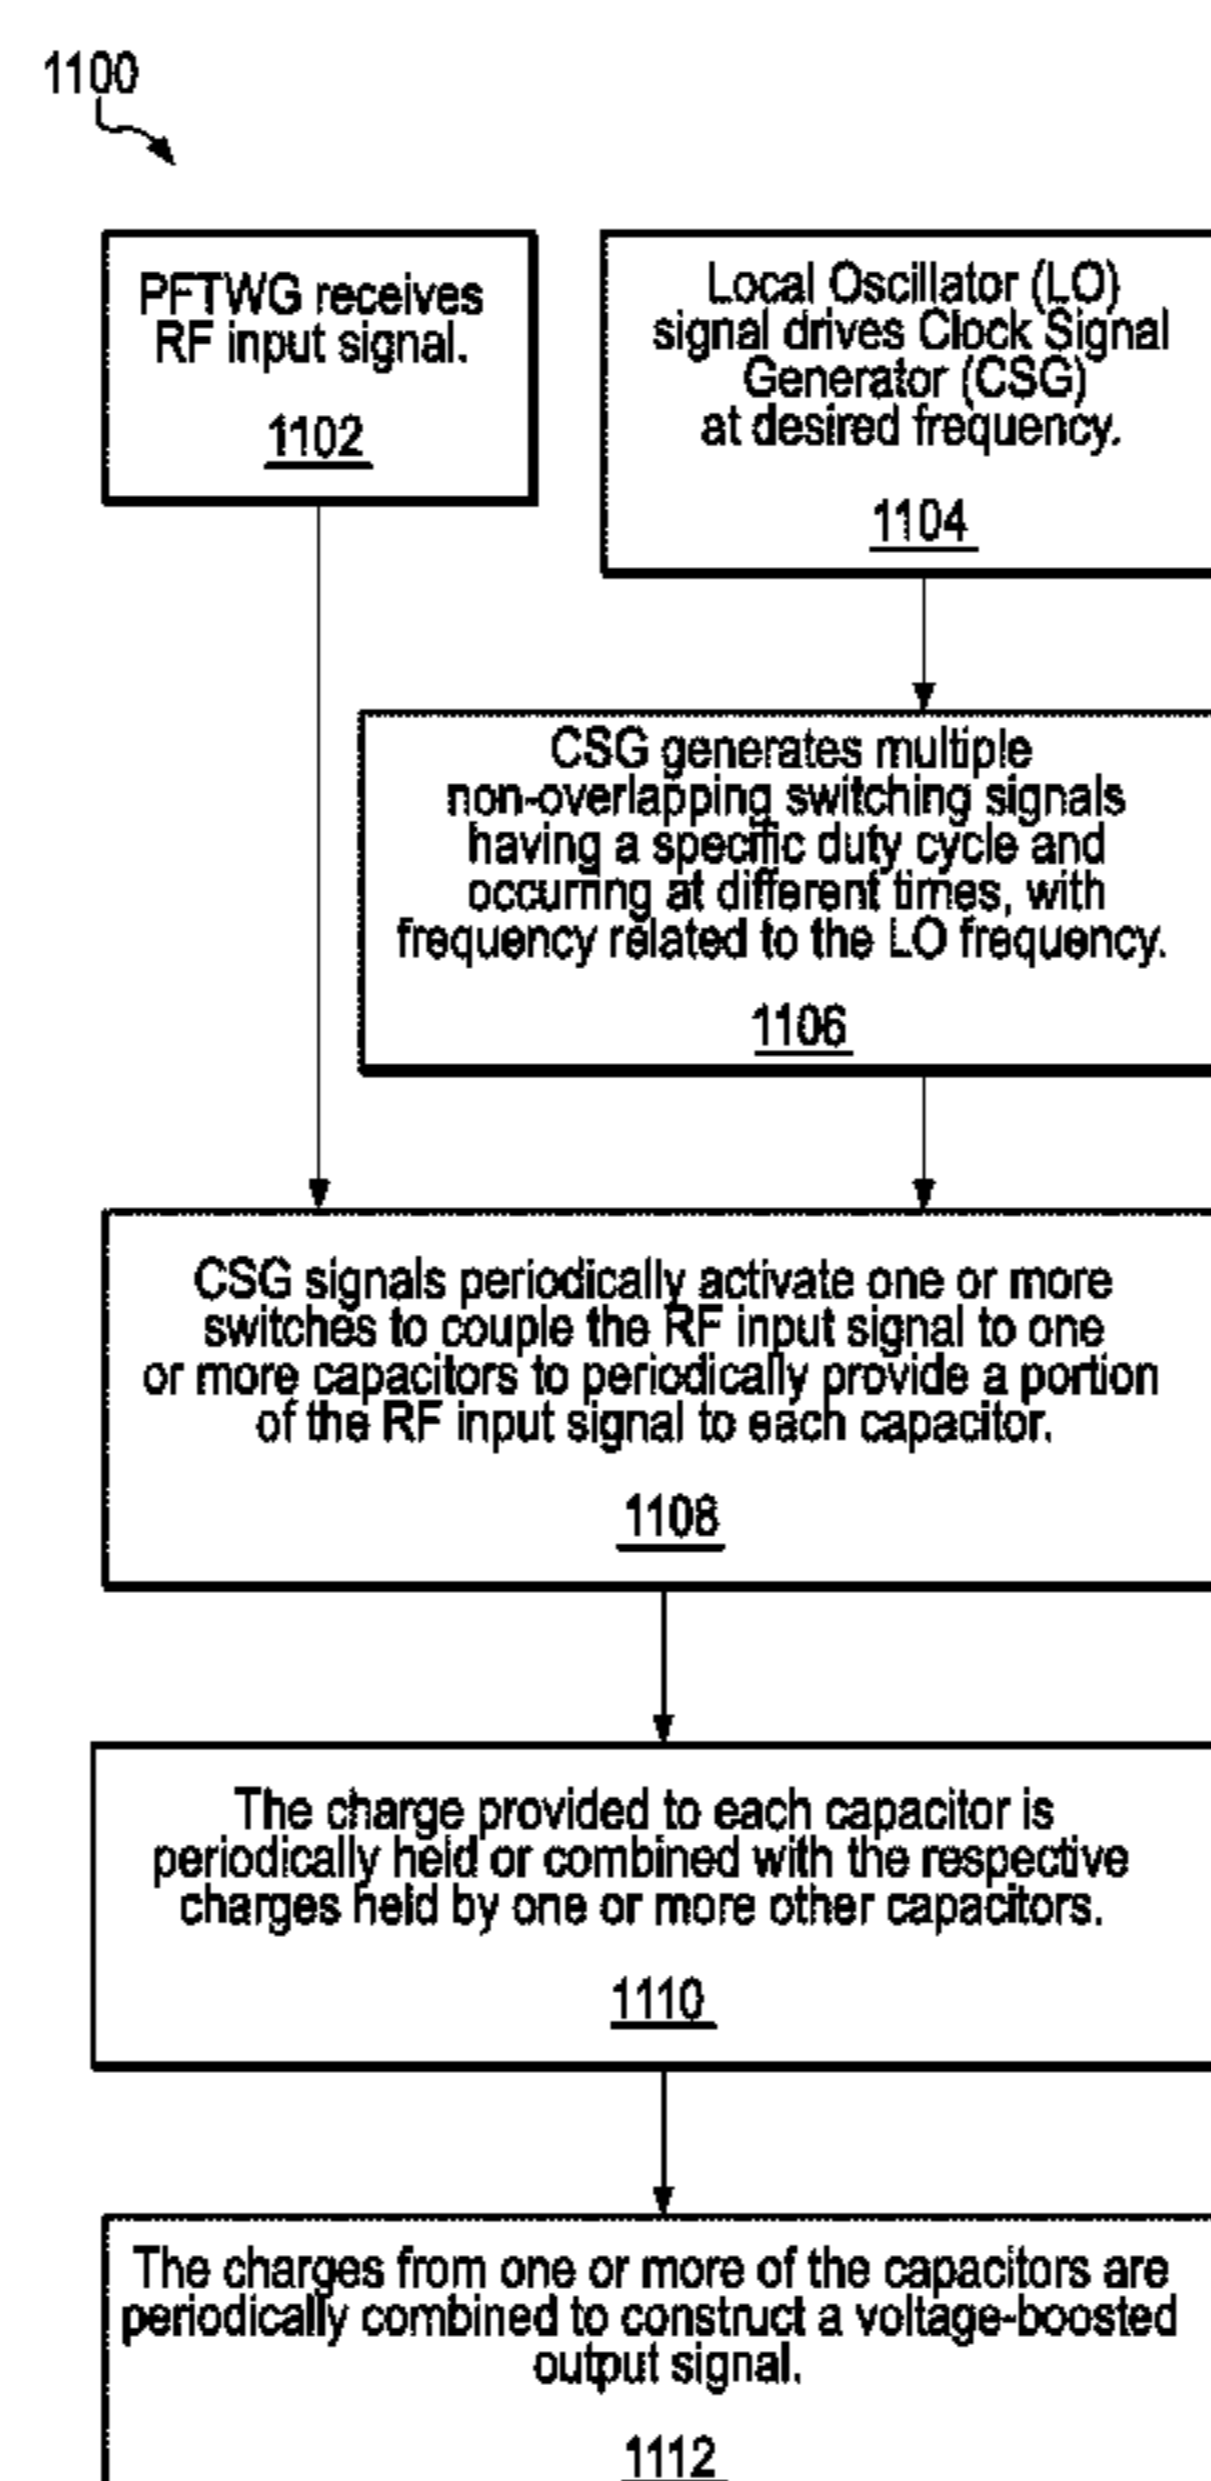 1100
PFTWG receives
RF input signal.
1102
Local Oscillator (LO)
signal drives Clock Signal
Generator (CSG)
at desired frequency.
1104
CSG generates multiple
non-overlapping switching signals
having a specific duty cycle and
occurring at different times, with
frequency related to the LO frequency.
1106
CSG signals periodically activate one or more
switches to couple the RF input signal to one
or more capacitors to periodically provide a portion
of the RF input signal to each capacitor.
1108
The charge provided to each capacitor is
periodically held or combined with the respective
charges held by one or more other capacitors.
1110
The charges from one or more of the capacitors are
periodically combined to construct a voltage-boosted
output signal.
1112